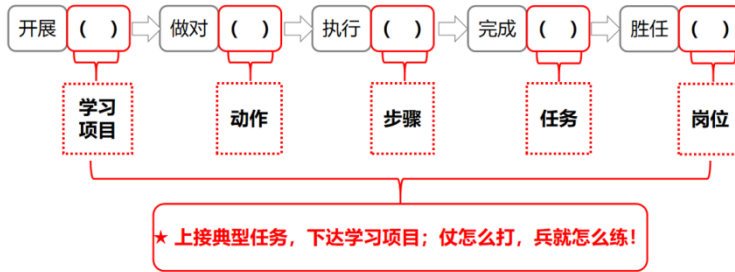 开展 ( ) 做对 ( ) 执行 ( ) 完成 ( ) 胜任 ( )
学习
项目
动作
步骤
任务
岗位
★ 上接典型任务，下达学习项目；仗怎么打，兵就怎么练！